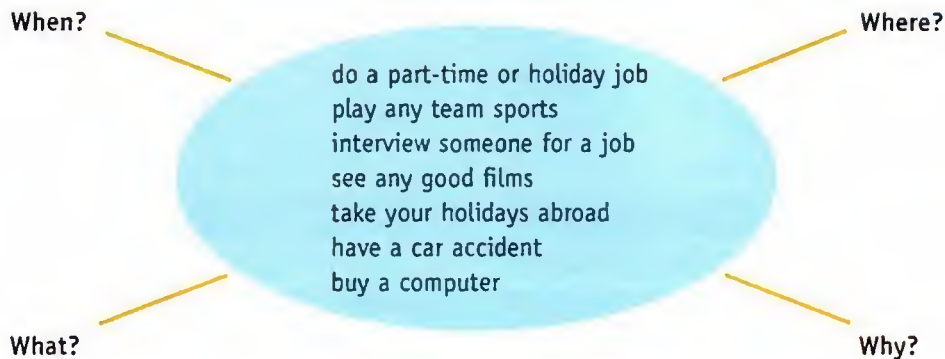 When?
Where?
do a part-time or holiday job
play any team sports
interview someone for a job
see any good films
take your holidays abroad
have a car accident
buy a computer
What?
Why?